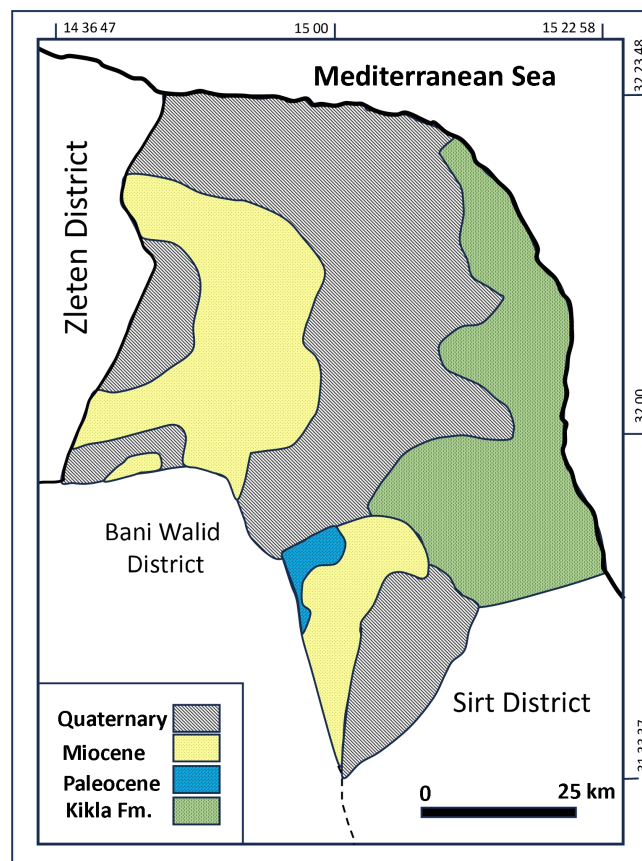 14 36 47
15 00
15 22 58
32 23 48
Mediterranean Sea
Zleten District
32 00
Bani Walid
District
Sirt District
Quaternary
Miocene
Paleocene
Kikla Fm.
0
25 km